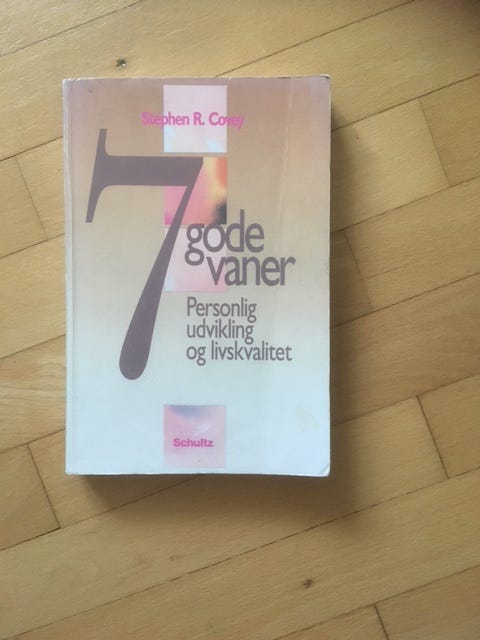 Stephen R. Covey
7
gode
vaner
Personlig
udvikling
og livskvalitet
Schultz